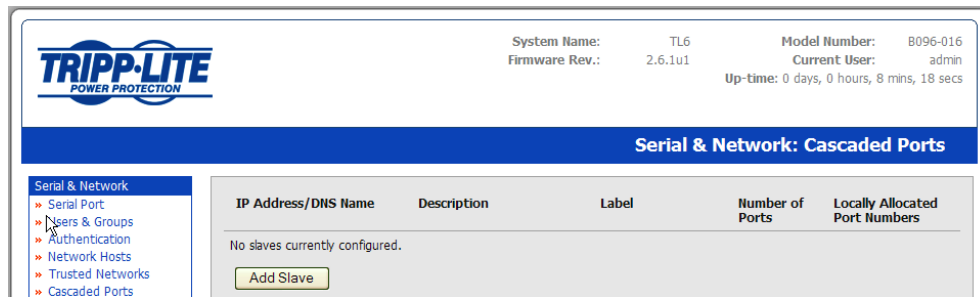 TRIPP·LITE
POWER PROTECTION
System Name: TL6 Model Number: B096-016
Firmware Rev.: 2.6.1u1 Current User: admin
Up-time: 0 days, 0 hours, 8 mins, 18 secs
Serial & Network: Cascaded Ports
Serial & Network
» Serial Port
» Users & Groups
» Authentication
» Network Hosts
» Trusted Networks
» Cascaded Ports
IP Address/DNS Name Description Label Number of Ports Locally Allocated Port Numbers
No slaves currently configured.
Add Slave